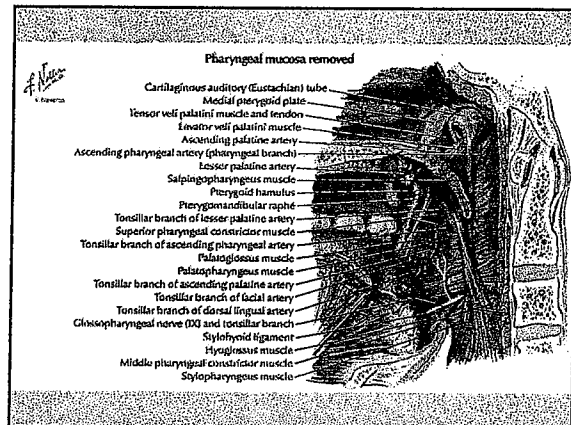 Pharyngeal mucosa removed
Cartilaginous auditory (Eustachian) tube
Medial pterygoid plate
Tensor veli palatini muscle and tendon
Levator veli palatini muscle
Ascending palatine artery
Ascending pharyngeal artery (pharyngeal branch)
Lesser palatine artery
Salpingopharyngeus muscle
Pterygoid hamulus
Pterygomandibular raphé
Tonsillar branch of lesser palatine artery
Superior pharyngeal constrictor muscle
Tonsillar branch of ascending pharyngeal artery
Palatoglossus muscle
Palatopharyngeus muscle
Tonsillar branch of ascending palatine artery
Tonsillar branch of facial artery
Tonsillar branch of dorsal lingual artery
Glossopharyngeal nerve (IX) and tonsillar branch
Stylohyoid ligament
Hyoglossus muscle
Middle pharyngeal constrictor muscle
Stylopharyngeus muscle